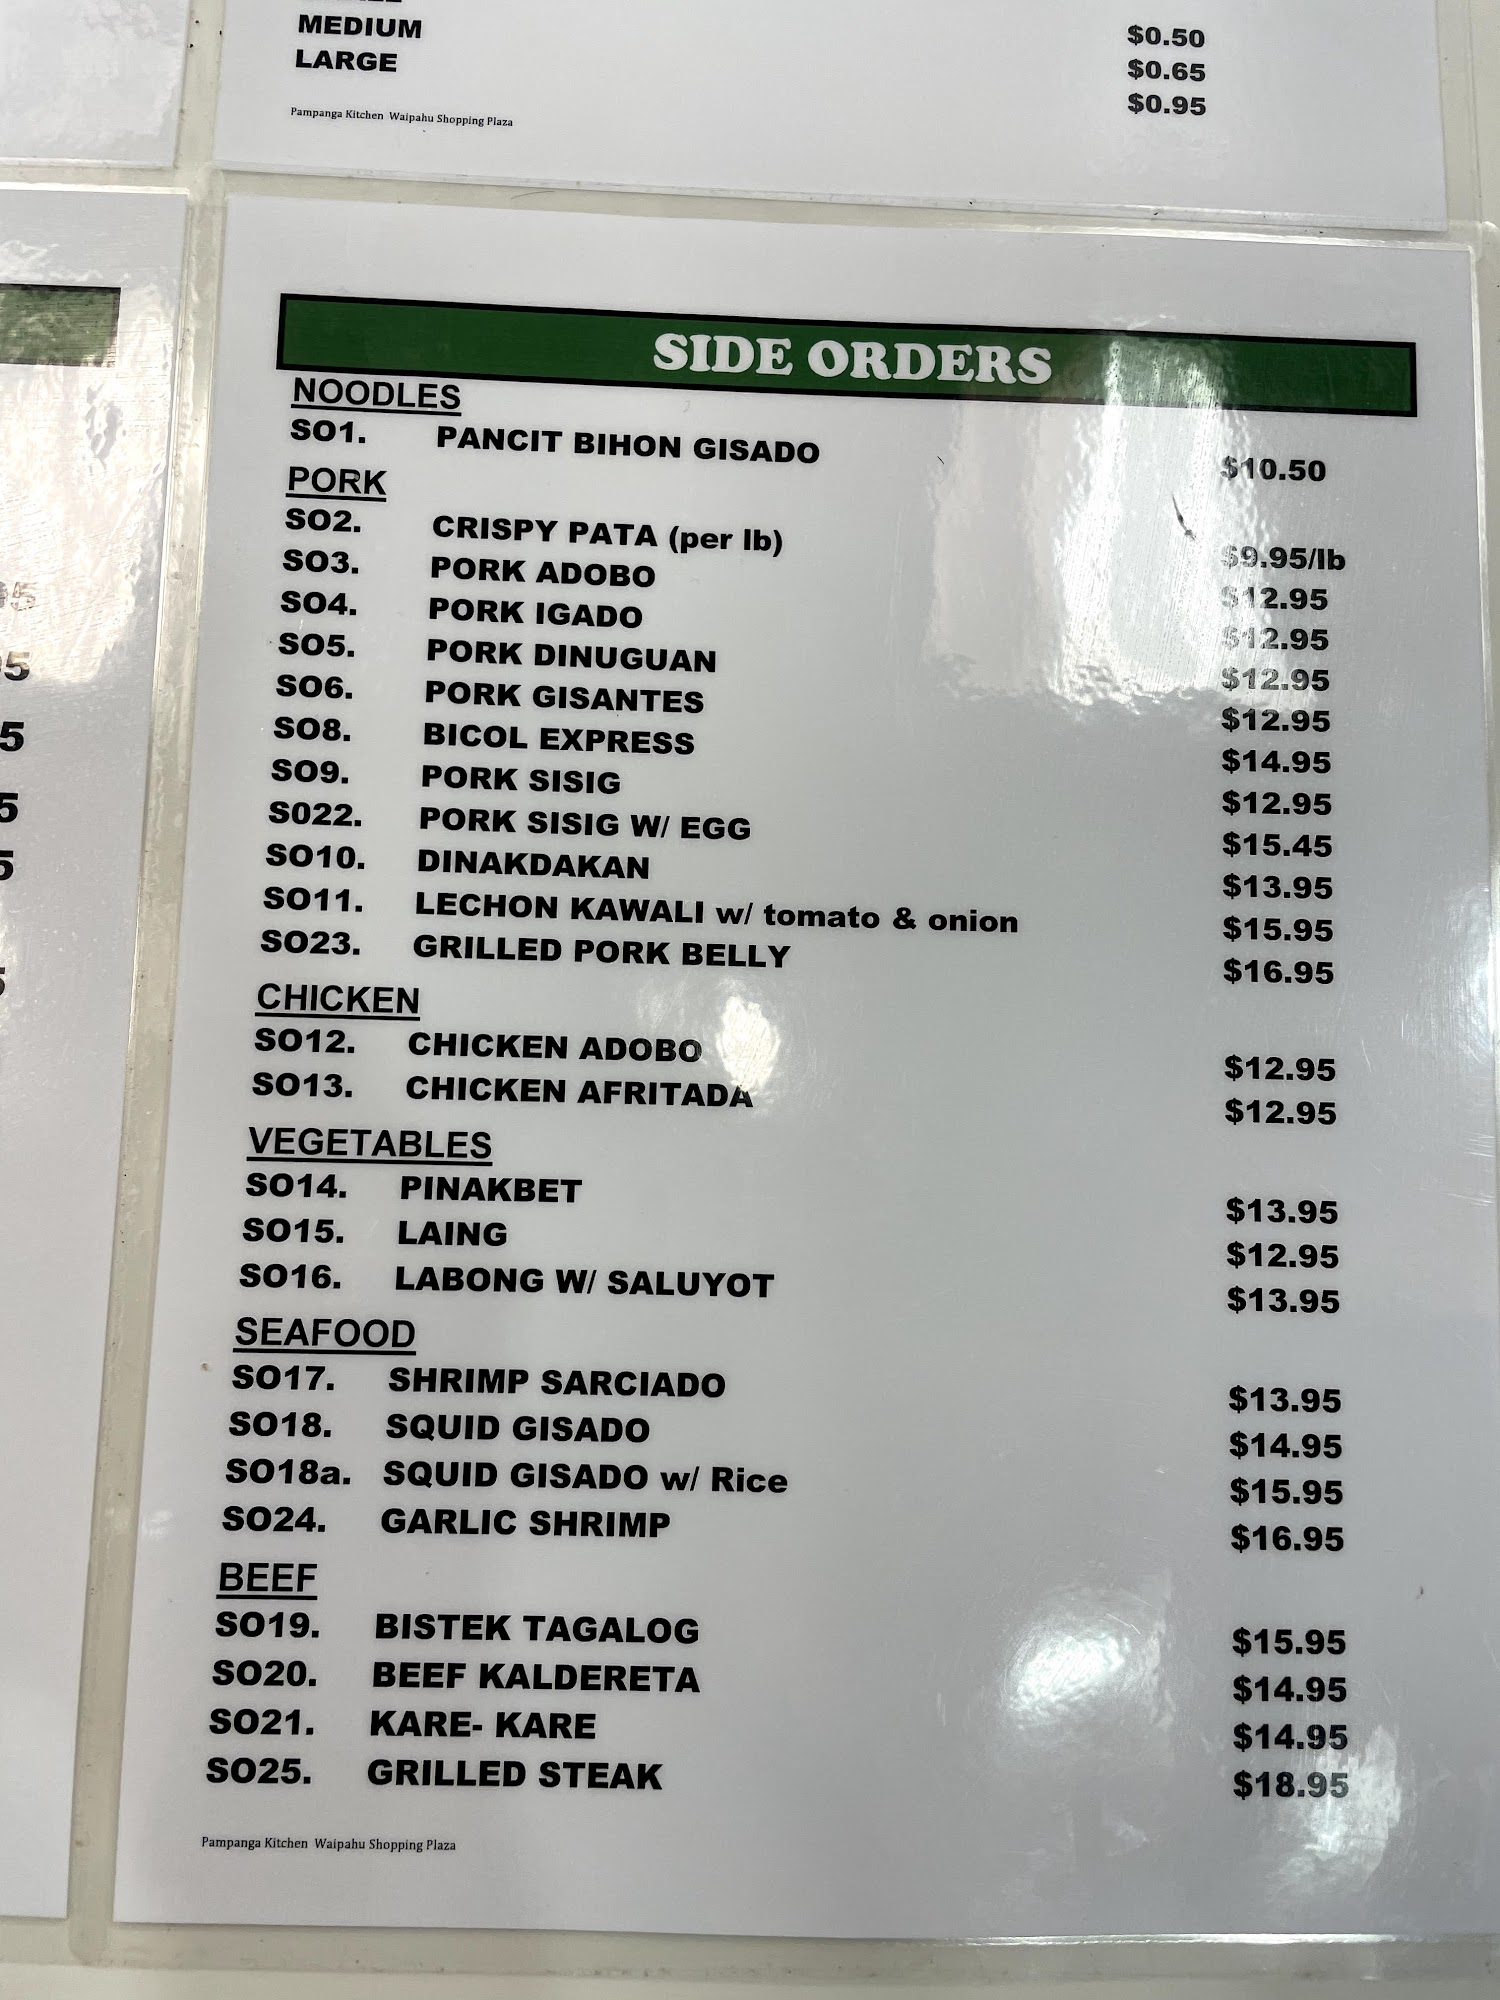 MEDIUM $0.50
LARGE $0.65
$0.95
Pampanga Kitchen Waipahu Shopping Plaza
SIDE ORDERS
NOODLES
SO1. PANCIT BIHON GISADO $10.50
PORK
SO2. CRISPY PATA (per lb) $9.95/lb
SO3. PORK ADOBO $12.95
SO4. PORK IGADO $12.95
SO5. PORK DINUGUAN $12.95
SO6. PORK GISANTES $12.95
SO8. BICOL EXPRESS $14.95
SO9. PORK SISIG $12.95
S022. PORK SISIG W/ EGG $15.45
SO10. DINAKDAKAN $13.95
SO11. LECHON KAWALI w/ tomato & onion $15.95
SO23. GRILLED PORK BELLY $16.95
CHICKEN
SO12. CHICKEN ADOBO $12.95
SO13. CHICKEN AFRITADA $12.95
VEGETABLES
SO14. PINAKBET $13.95
SO15. LAING $12.95
SO16. LABONG W/ SALUYOT $13.95
SEAFOOD
SO17. SHRIMP SARCIADO $13.95
SO18. SQUID GISADO $14.95
SO18a. SQUID GISADO w/ Rice $15.95
SO24. GARLIC SHRIMP $16.95
BEEF
SO19. BISTEK TAGALOG $15.95
SO20. BEEF KALDERETA $14.95
SO21. KARE- KARE $14.95
SO25. GRILLED STEAK $18.95
Pampanga Kitchen Waipahu Shopping Plaza